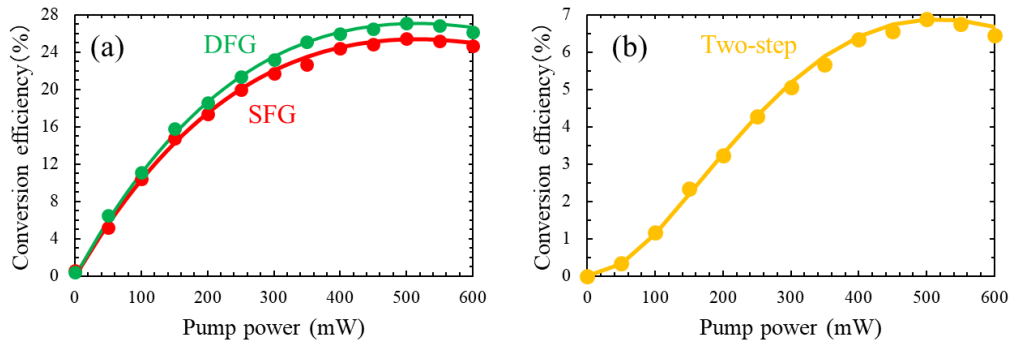 (a)
DFG
SFG
Conversion efficiency (%)
28
24
20
16
12
8
4
0
0 100 200 300 400 500 600
Pump power (mW)
(b)
Two-step
Conversion efficiency (%)
7
6
5
4
3
2
1
0
0 100 200 300 400 500 600
Pump power (mW)